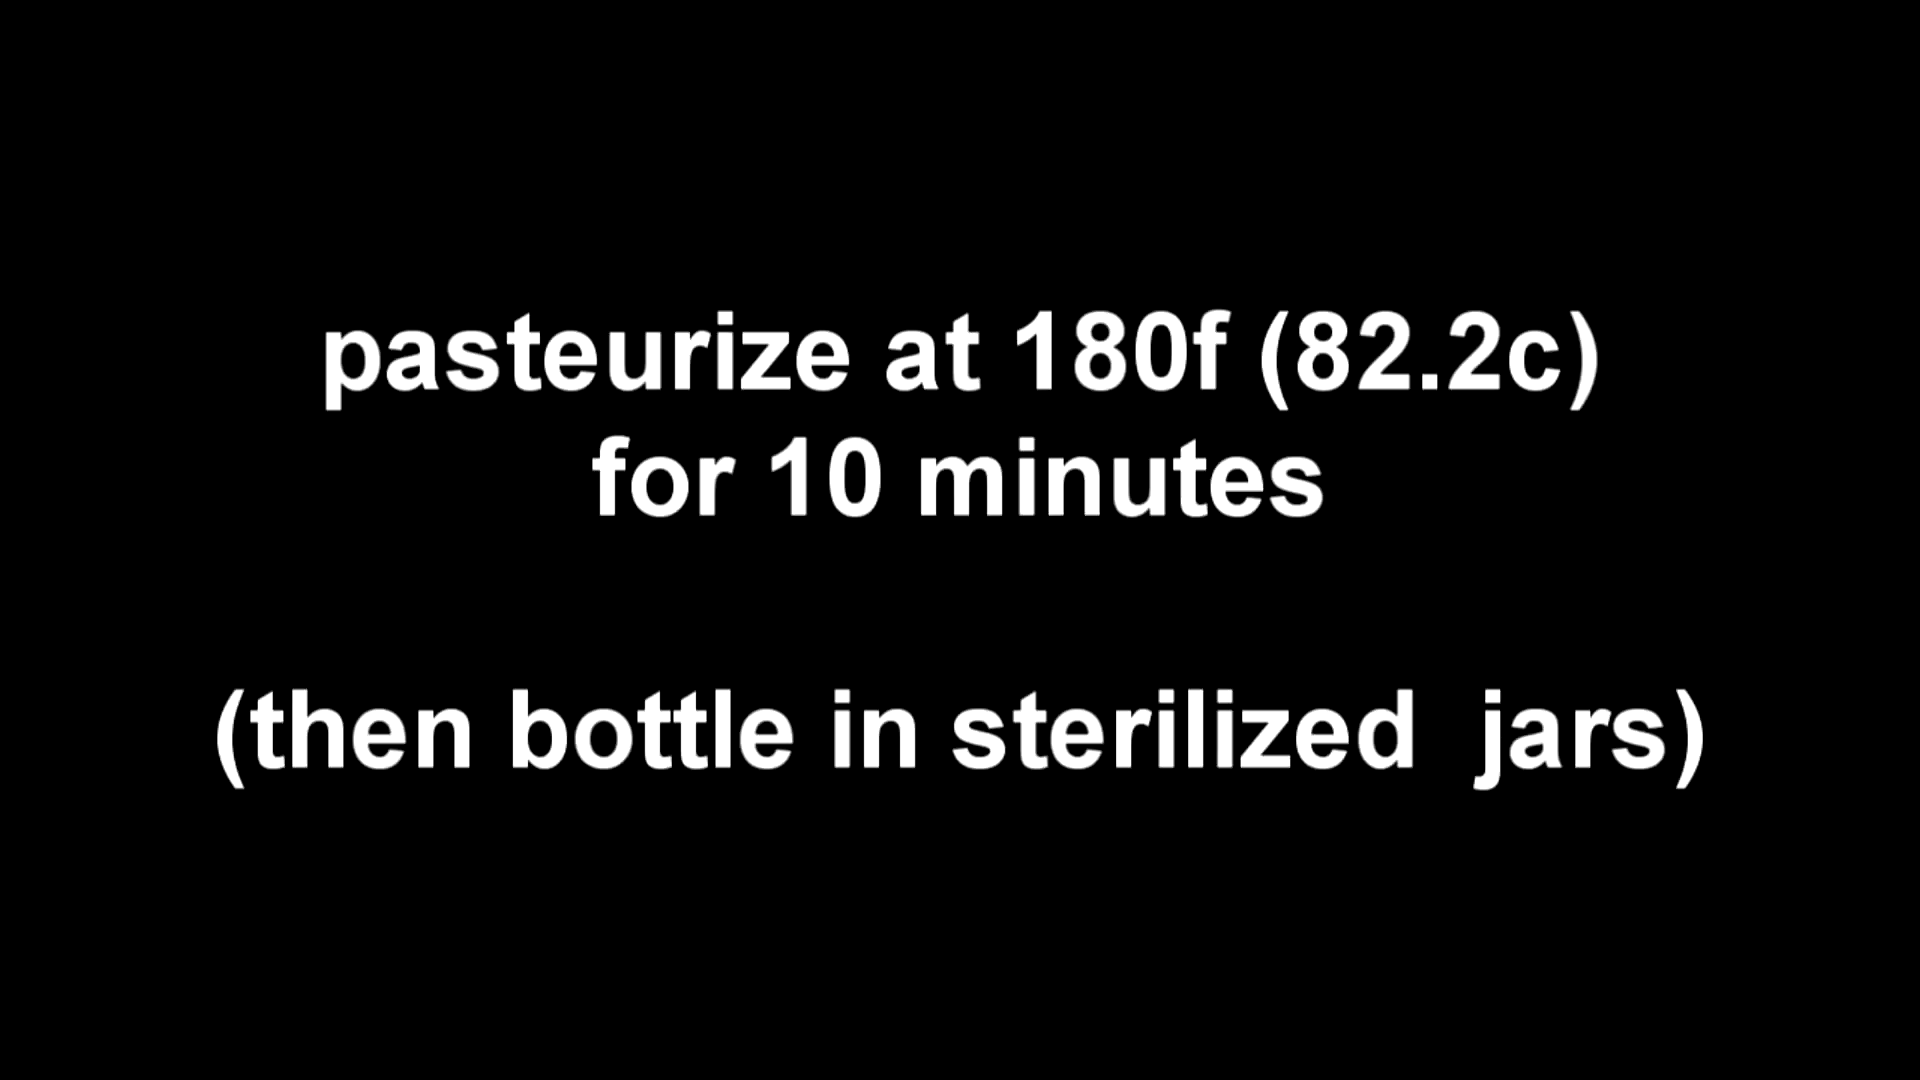 pasteurize at 180f (82.2c)
for 10 minutes
(then bottle in sterilized  jars)